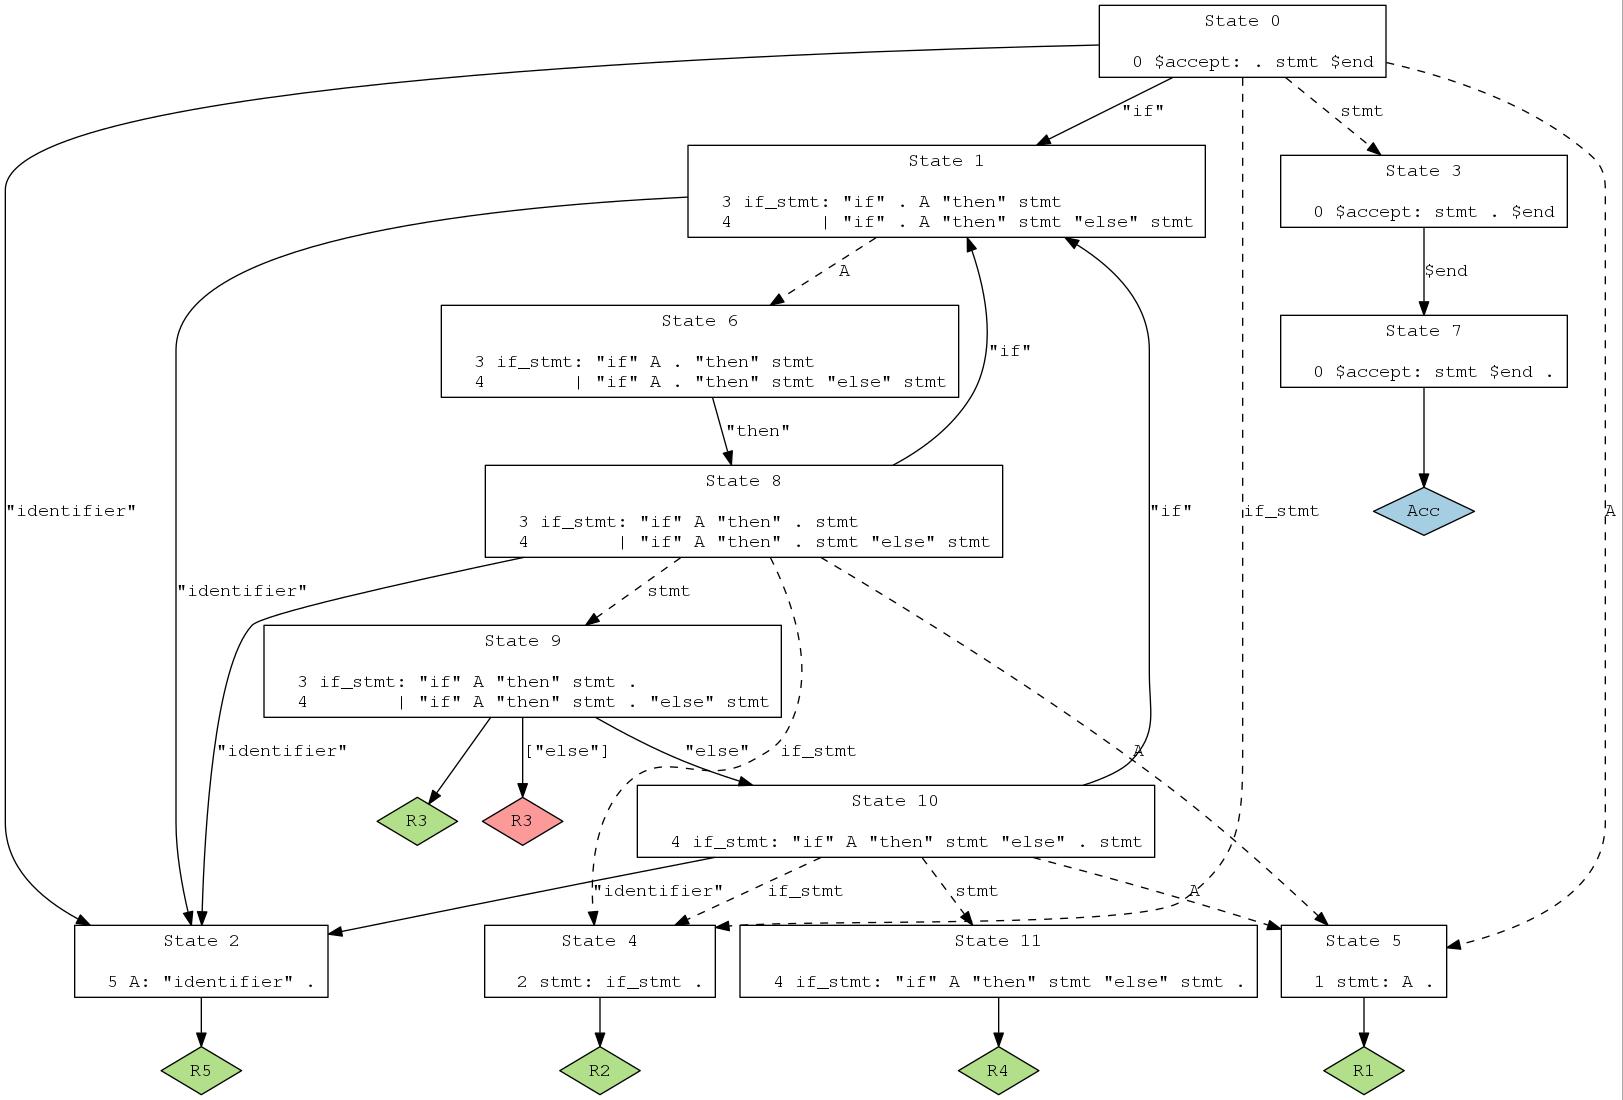 State 0
0 $accept: . stmt $end
"if"
stmt
State 1
3 if_stmt: "if" . A "then" stmt
4 | "if" . A "then" stmt "else" stmt
State 3
0 $accept: stmt . $end
A
$end
State 6
3 if_stmt: "if" A . "then" stmt
4 | "if" A . "then" stmt "else" stmt
"if"
State 7
0 $accept: stmt $end .
"then"
State 8
3 if_stmt: "if" A "then" . stmt
4 | "if" A "then" . stmt "else" stmt
"identifier"
"if"
if_stmt
Acc
A
"identifier"
stmt
State 9
3 if_stmt: "if" A "then" stmt .
4 | "if" A "then" stmt . "else" stmt
"identifier"
["else"]
"else"
if_stmt
A
R3
R3
State 10
4 if_stmt: "if" A "then" stmt "else" . stmt
"identifier"
if_stmt
stmt
A
State 2
5 A: "identifier" .
State 4
2 stmt: if_stmt .
State 11
4 if_stmt: "if" A "then" stmt "else" stmt .
State 5
1 stmt: A .
R5
R2
R4
R1